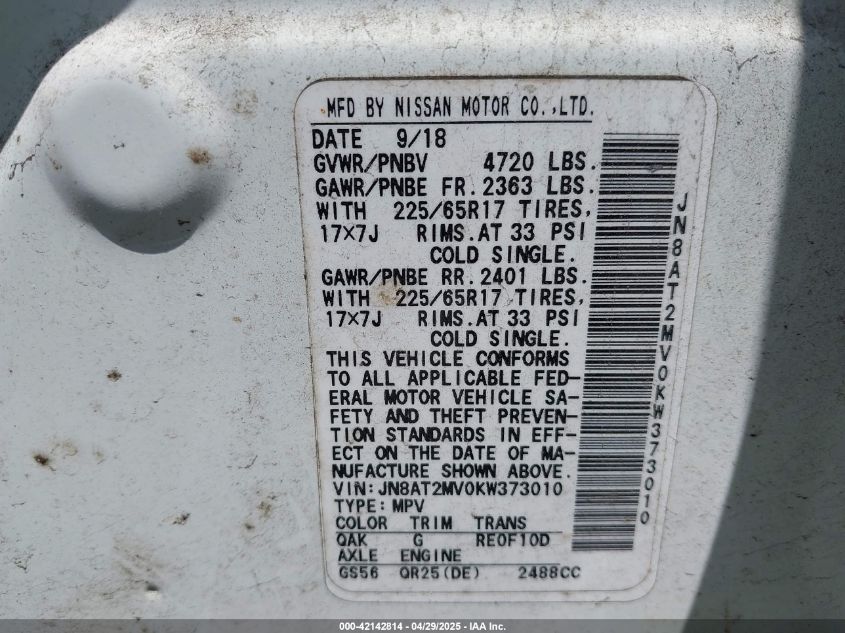 MFD BY NISSAN MOTOR CO.,LTD.
DATE 9/18
GVWR/PNBV 4720 LBS.
GAWR/PNBE FR. 2363 LBS.
WITH 225/65R17 TIRES,
17×7J RIMS. AT 33 PSI
COLD SINGLE.
GAWR/PNBE RR. 2401 LBS.
WITH 225/65R17 TIRES,
17×7J RIMS. AT 33 PSI
COLD SINGLE.
THIS VEHICLE CONFORMS
TO ALL APPLICABLE FED-
ERAL MOTOR VEHICLE SA-
FETY AND THEFT PREVEN-
TION STANDARDS IN EFF-
ECT ON THE DATE OF MA-
NUFACTURE SHOWN ABOVE.
VIN:JN8AT2MV0KW373010
TYPE:MPV
COLOR TRIM TRANS
QAK G RE0F10D
AXLE ENGINE
GS56 QR25(DE) 2488CC
JN8AT2MV0KW373010
000-42142814 - 04/29/2025 - IAA Inc.